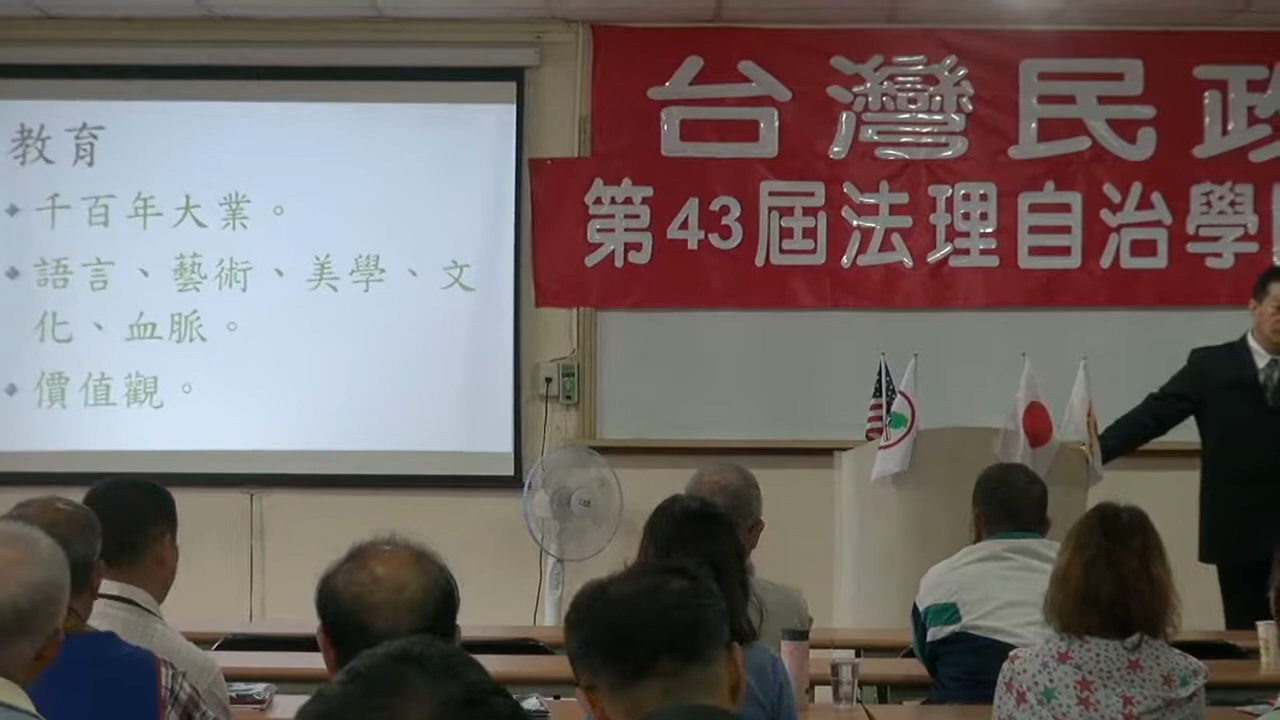 教育
千百年大業。
語言、藝術、美學、文
化、血脈。
價值觀。
台灣民政
第43屆法理自治學